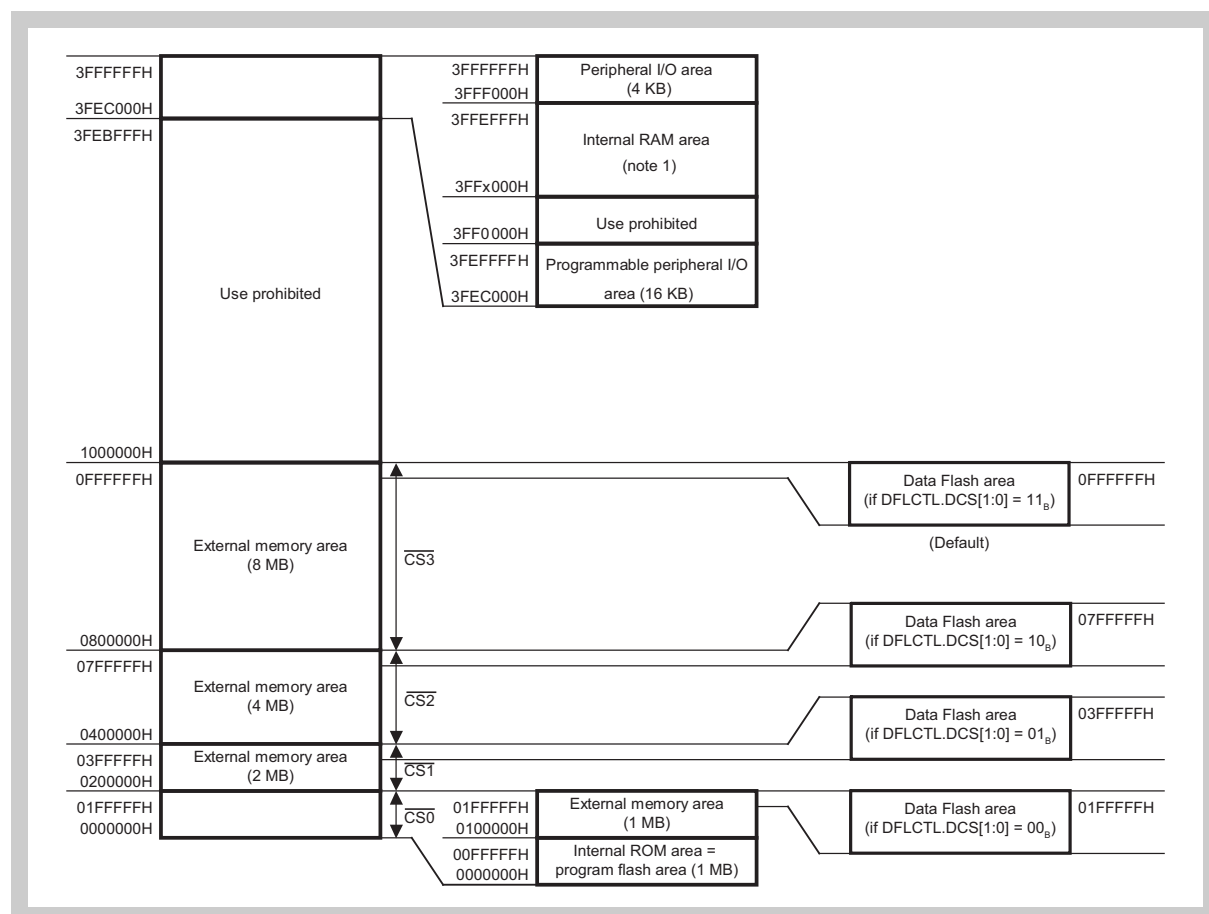 3FFFFFFH
3FEC000H
3FEBFFFH
Use prohibited
1000000H
0FFFFFFH
External memory area
(8 MB)
CS3
0800000H
07FFFFFH
External memory area
(4 MB)
CS2
0400000H
03FFFFFH
External memory area
(2 MB)
CS1
0200000H
01FFFFFH
0000000H
CS0
3FFFFFFH
3FFF000H
Peripheral I/O area
(4 KB)
3FFEFFFH
Internal RAM area
(note 1)
3FFx000H
Use prohibited
3FF0000H
3FEFFFFH
Programmable peripheral I/O
area (16 KB)
3FEC000H
01FFFFFH
0100000H
External memory area
(1 MB)
00FFFFFH
0000000H
Internal ROM area =
program flash area (1 MB)
Data Flash area
(if DFLCTL.DCS[1:0] = 11B)
0FFFFFFH
(Default)
Data Flash area
(if DFLCTL.DCS[1:0] = 10B)
07FFFFFH
Data Flash area
(if DFLCTL.DCS[1:0] = 01B)
03FFFFFH
Data Flash area
(if DFLCTL.DCS[1:0] = 00B)
01FFFFFH